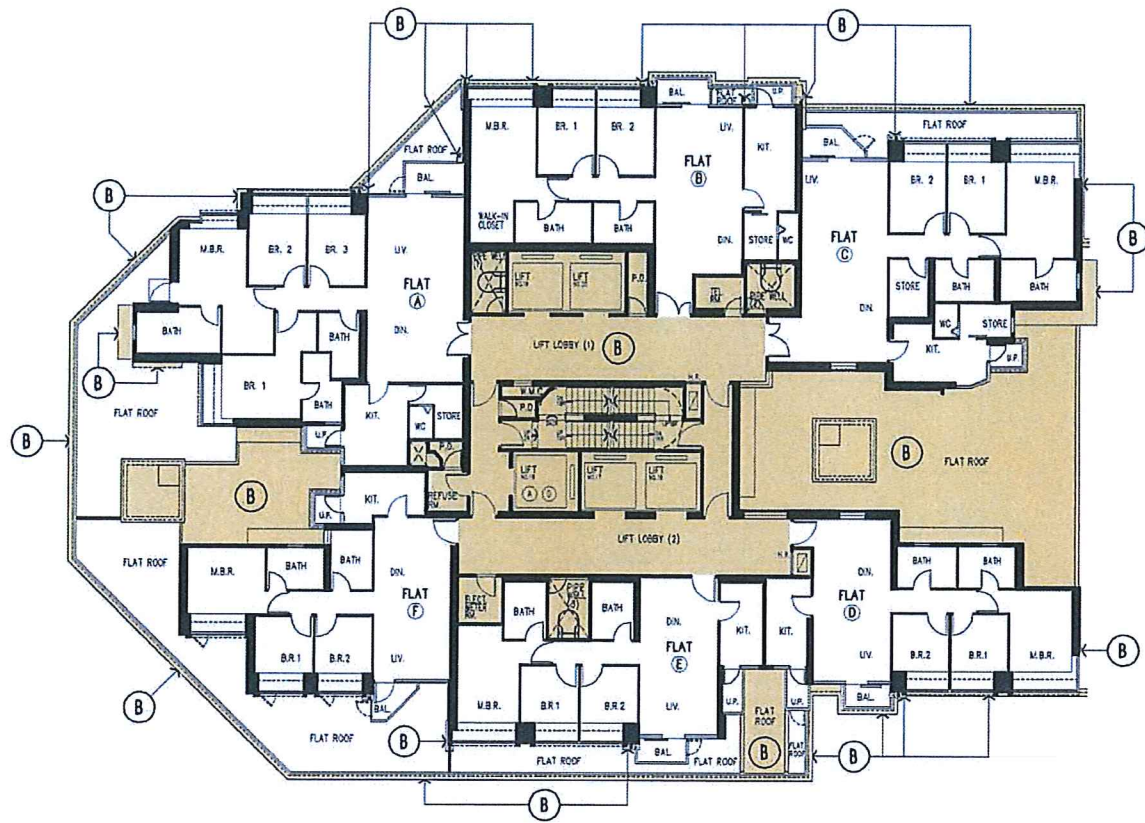 B
B
BAL.
FLAT ROOF
U.P.
M.B.R.
BR. 1
BR. 2
LIV.
KIT.
FLAT ROOF
FLAT ROOF
BAL.
BAL.
FLAT
B
LIV.
BR. 2
BR. 1
M.B.R.
B
B
M.B.R.
BR. 2
BR. 3
LIV.
WALK-IN CLOSET
BATH
BATH
DIN.
STORE
WC
FLAT
C
STORE
BATH
BATH
FLAT
A
LIFT
LIFT
P.D.
PIPE WELL
DIN.
WC
STORE
BATH
BATH
DIN.
LIFT LOBBY (1)
B
H.R.
KIT.
U.P.
B
BR. 1
BATH
KIT.
WC
STORE
W.M.C.
P.D.
FLAT ROOF
B
U.P.
P.D.
B
FLAT ROOF
B
REFUSE RM.
LIFT
A
D
LIFT
LIFT
KIT.
U.P.
LIFT LOBBY (2)
H.R.
FLAT ROOF
M.B.R.
BATH
BATH
DIN.
FLAT
F
ELECT. METER RM.
BATH
BATH
DIN.
FLAT
E
KIT.
KIT.
DIN.
FLAT
D
BATH
BATH
B.R.1
B.R.2
LIV.
LIV.
B.R.2
B.R.1
M.B.R.
B
BAL.
M.B.R.
B.R.1
B.R.2
LIV.
U.P.
FLAT ROOF
U.P.
BAL.
B
FLAT ROOF
B
BAL.
FLAT ROOF
FLAT ROOF
B
FLAT ROOF
B
B